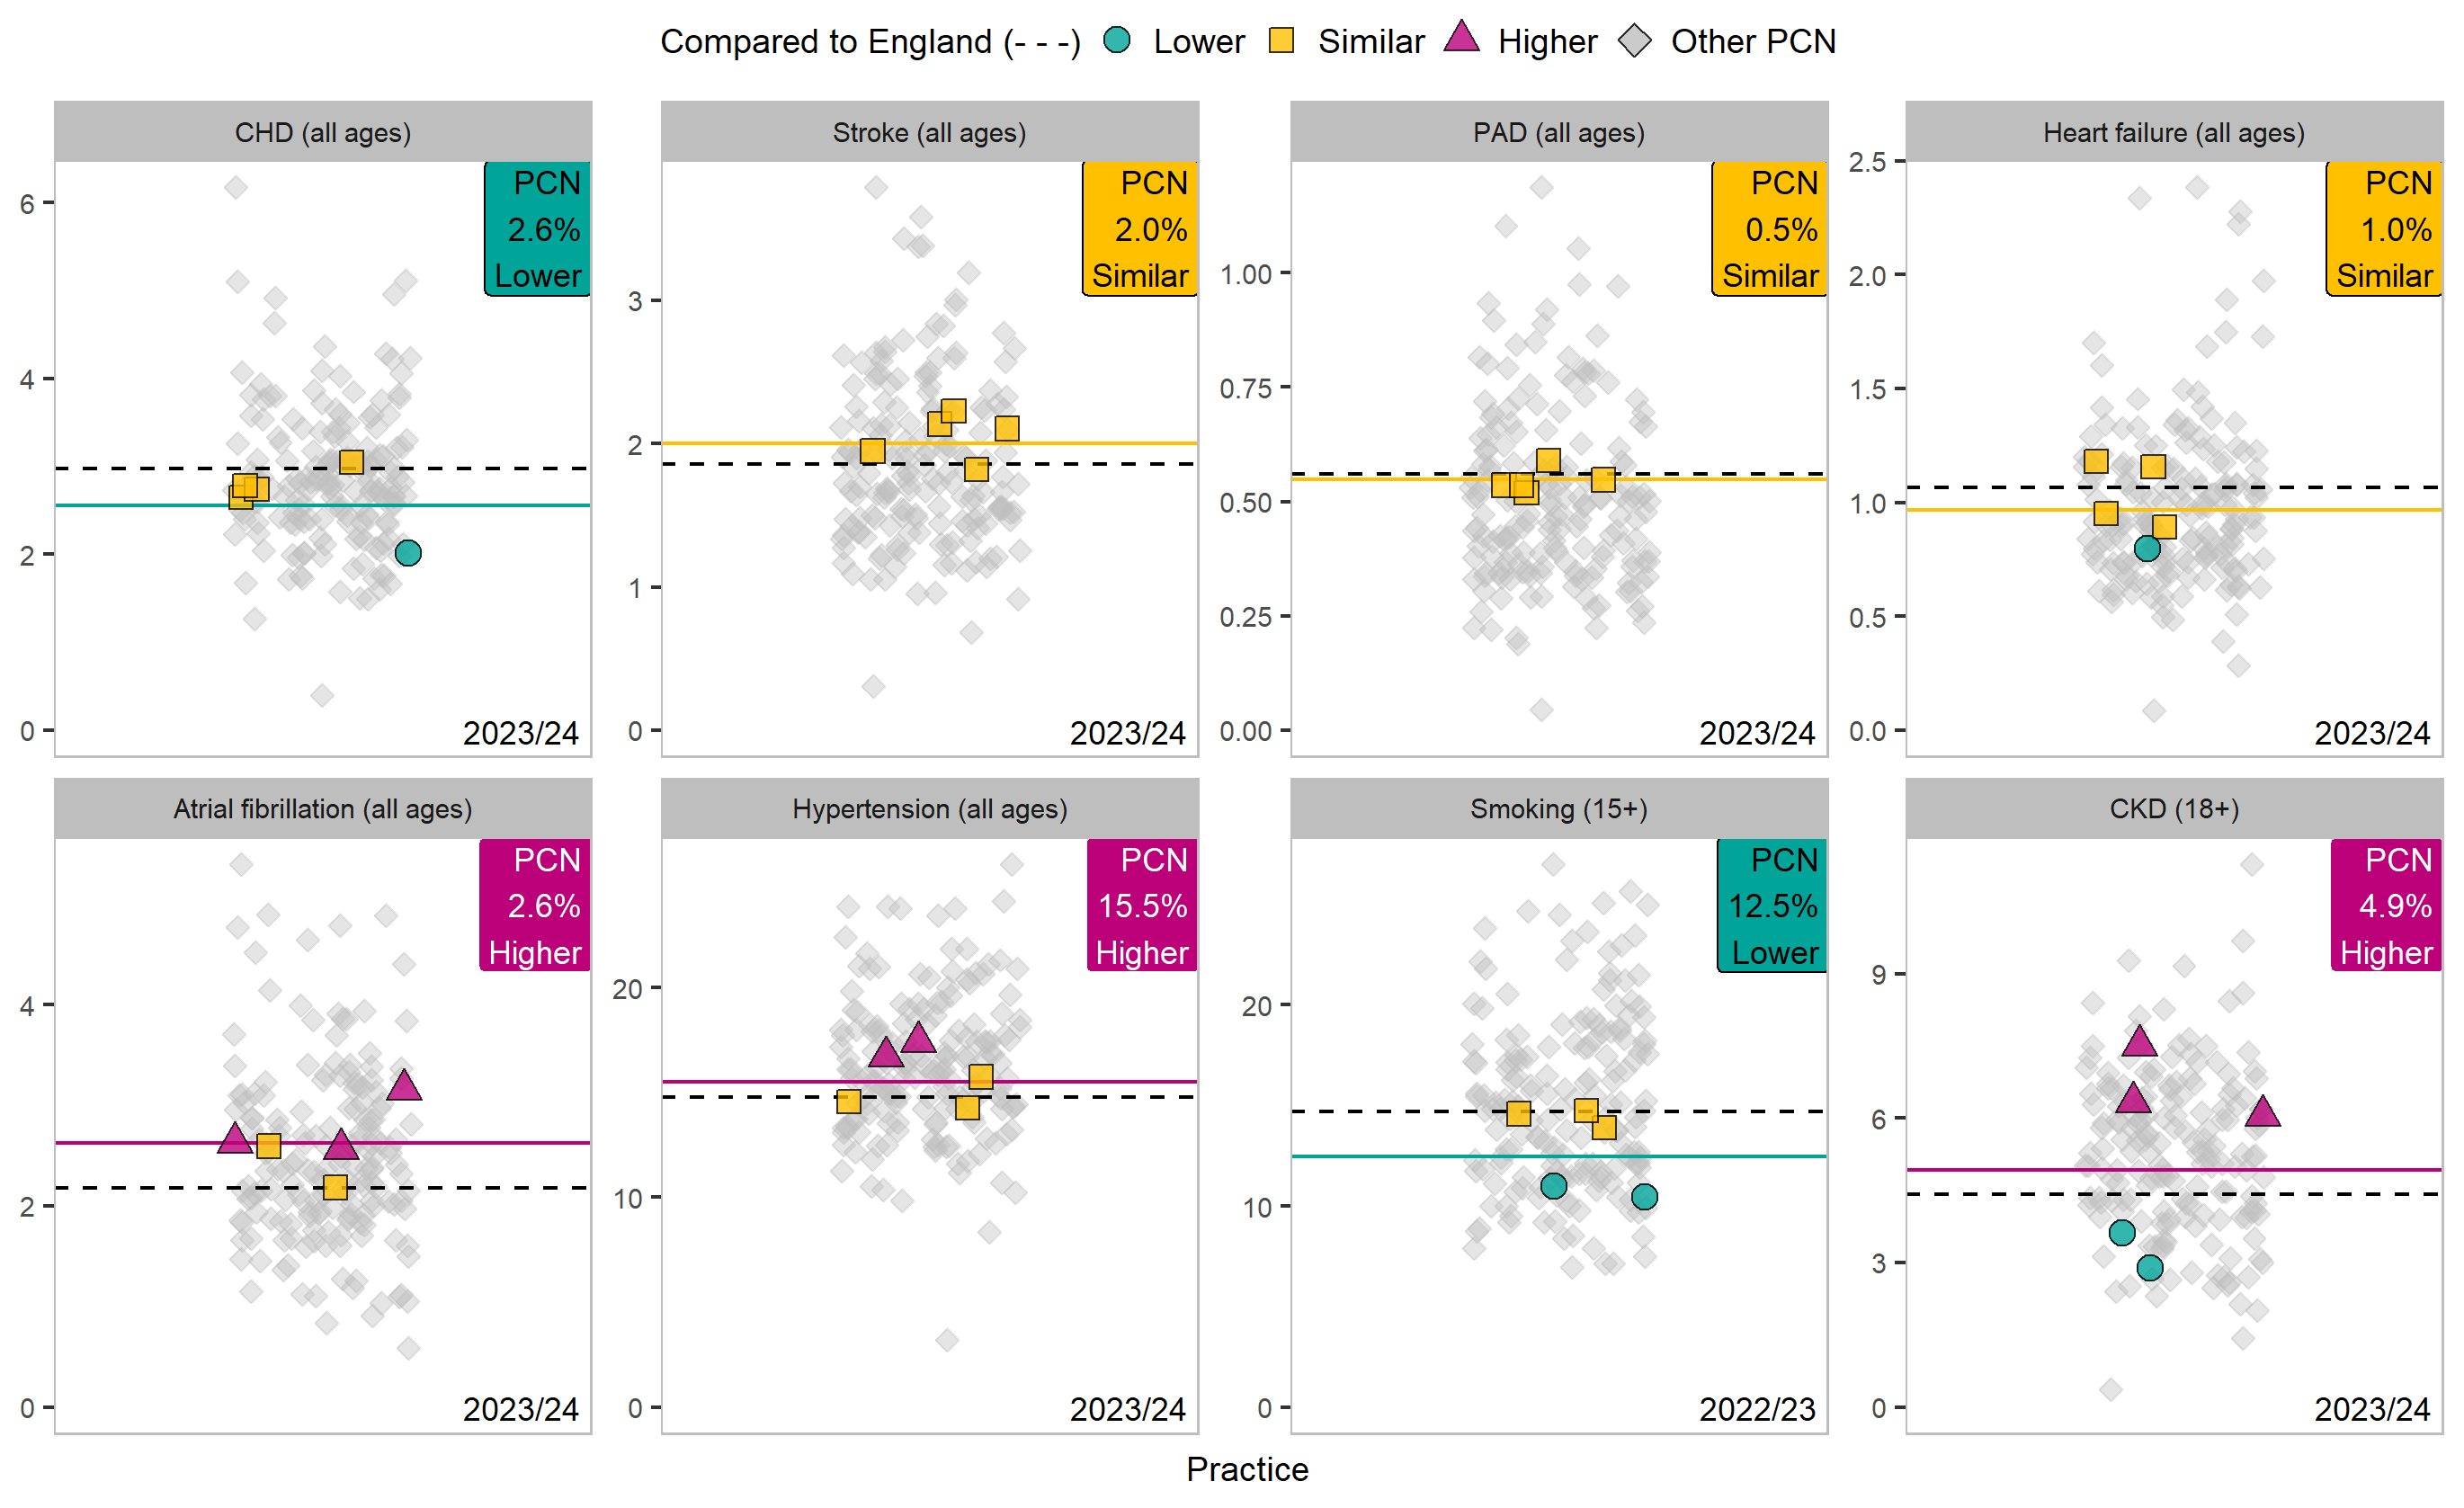 Compared to England (- - -) Lower Similar Higher Other PCN
CHD (all ages)
6
4
2
0
PCN
2.6%
Lower
2023/24
Stroke (all ages)
3
2
1
0
PCN
2.0%
Similar
2023/24
PAD (all ages)
1.00
0.75
0.50
0.25
0.00
PCN
0.5%
Similar
2023/24
Heart failure (all ages)
2.5
2.0
1.5
1.0
0.5
0.0
PCN
1.0%
Similar
2023/24
Atrial fibrillation (all ages)
4
2
0
PCN
2.6%
Higher
2023/24
Hypertension (all ages)
20
10
0
PCN
15.5%
Higher
2023/24
Smoking (15+)
20
10
0
PCN
12.5%
Lower
2022/23
CKD (18+)
9
6
3
0
PCN
4.9%
Higher
2023/24
Practice